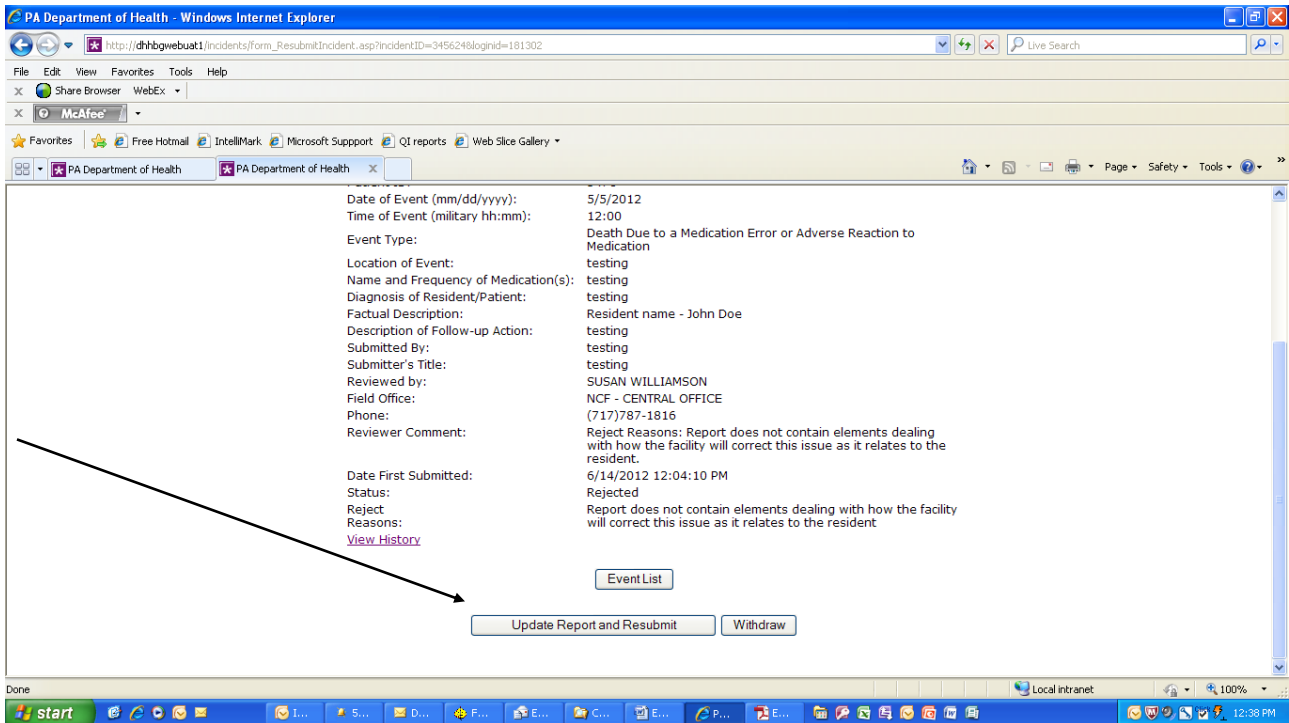 PA Department of Health - Windows Internet Explorer
http://dhhbgwebuat1/incidents/form_ResubmitIncident.asp?incidentID=345624&loginid=181302
Live Search
File Edit View Favorites Tools Help
x Share Browser WebEx
x McAfee
Favorites Free Hotmail IntelliMark Microsoft Suppport QI reports Web Slice Gallery
PA Department of Health PA Department of Health x Page Safety Tools »
Date of Event (mm/dd/yyyy): 5/5/2012
Time of Event (military hh:mm): 12:00
Event Type: Death Due to a Medication Error or Adverse Reaction to
Medication
Location of Event: testing
Name and Frequency of Medication(s): testing
Diagnosis of Resident/Patient: testing
Factual Description: Resident name - John Doe
Description of Follow-up Action: testing
Submitted By: testing
Submitter's Title: testing
Reviewed by: SUSAN WILLIAMSON
Field Office: NCF - CENTRAL OFFICE
Phone: (717)787-1816
Reviewer Comment: Reject Reasons: Report does not contain elements dealing
with how the facility will correct this issue as it relates to the
resident.
Date First Submitted: 6/14/2012 12:04:10 PM
Status: Rejected
Reject Report does not contain elements dealing with how the facility
Reasons: will correct this issue as it relates to the resident
View History
Event List
Update Report and Resubmit Withdraw
Done Local intranet 100%
start I... 5... D... F... E... C... E... P... E... 12:38 PM